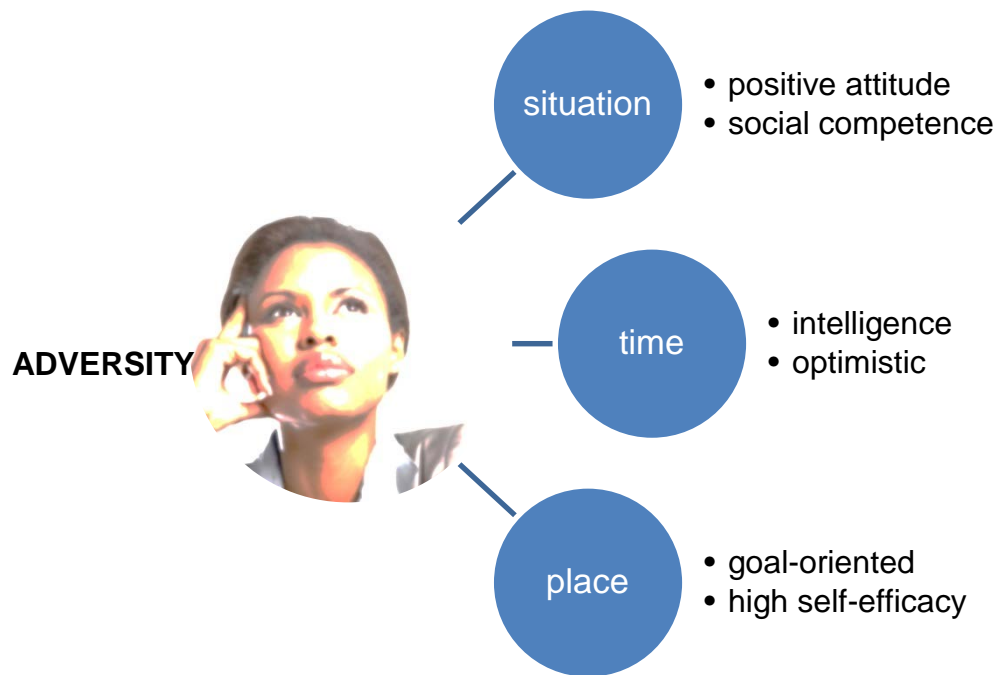 situation
• positive attitude
• social competence
ADVERSITY
time
• intelligence
• optimistic
place
• goal-oriented
• high self-efficacy